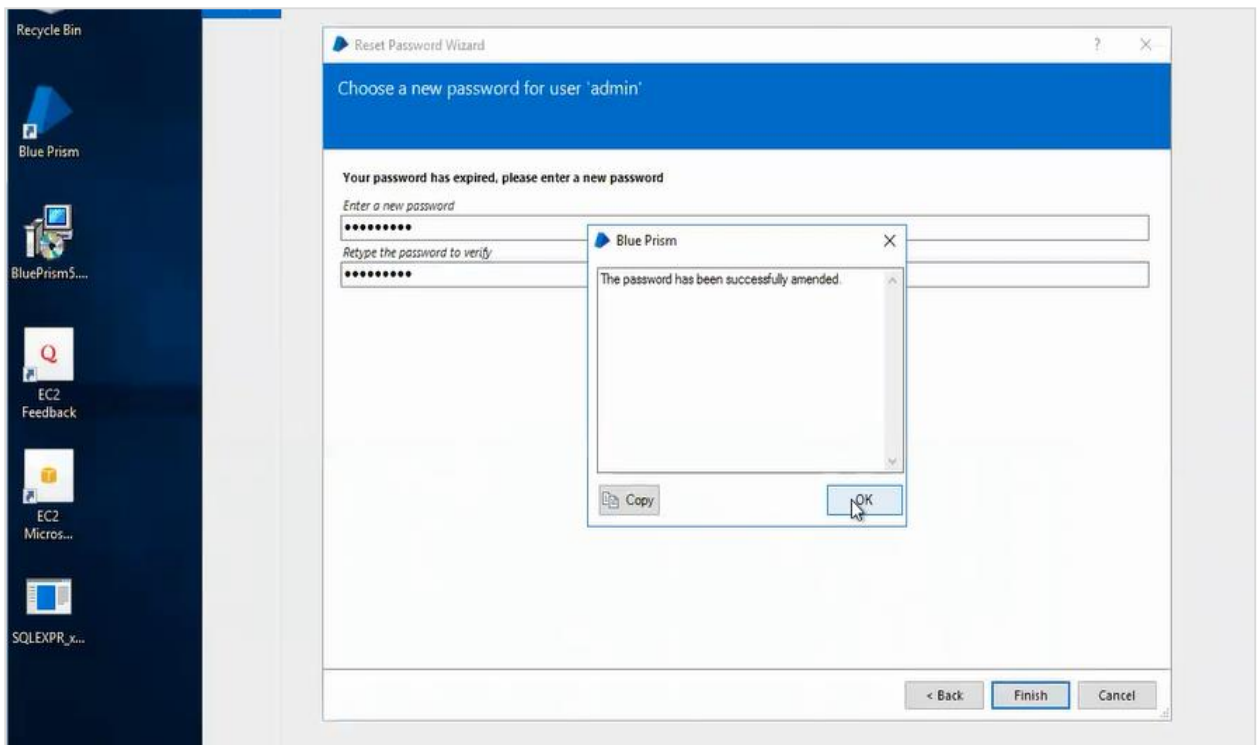 Recycle Bin
Blue Prism
BluePrism5....
Q
EC2
Feedback
EC2
Micros...
SQLEXPR_x...
Reset Password Wizard
?
Choose a new password for user 'admin'
Your password has expired, please enter a new password
Enter a new password
•••••••••
Retype the password to verify
•••••••••
Blue Prism
The password has been successfully amended.
Copy
OK
< Back
Finish
Cancel